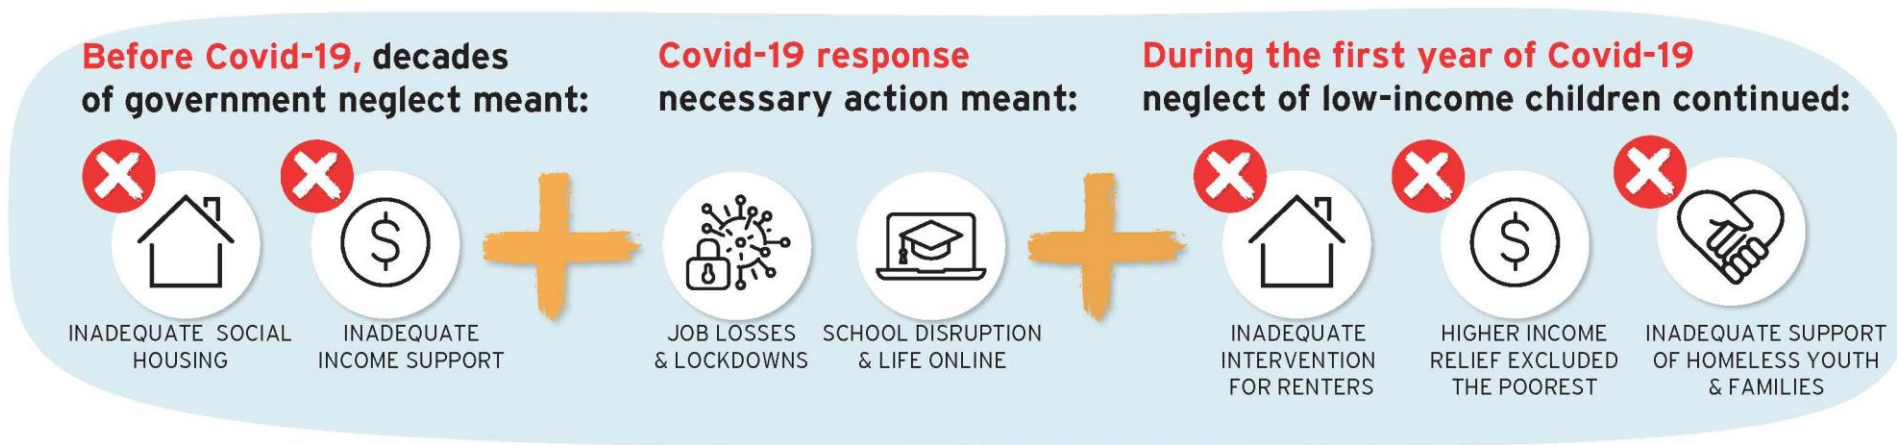 Before Covid-19, decades
of government neglect meant:
INADEQUATE SOCIAL
HOUSING
$
INADEQUATE
INCOME SUPPORT
Covid-19 response
necessary action meant:
JOB LOSSES
& LOCKDOWNS
SCHOOL DISRUPTION
& LIFE ONLINE
During the first year of Covid-19
neglect of low-income children continued:
INADEQUATE
INTERVENTION
FOR RENTERS
$
HIGHER INCOME
RELIEF EXCLUDED
THE POOREST
INADEQUATE SUPPORT
OF HOMELESS YOUTH
& FAMILIES